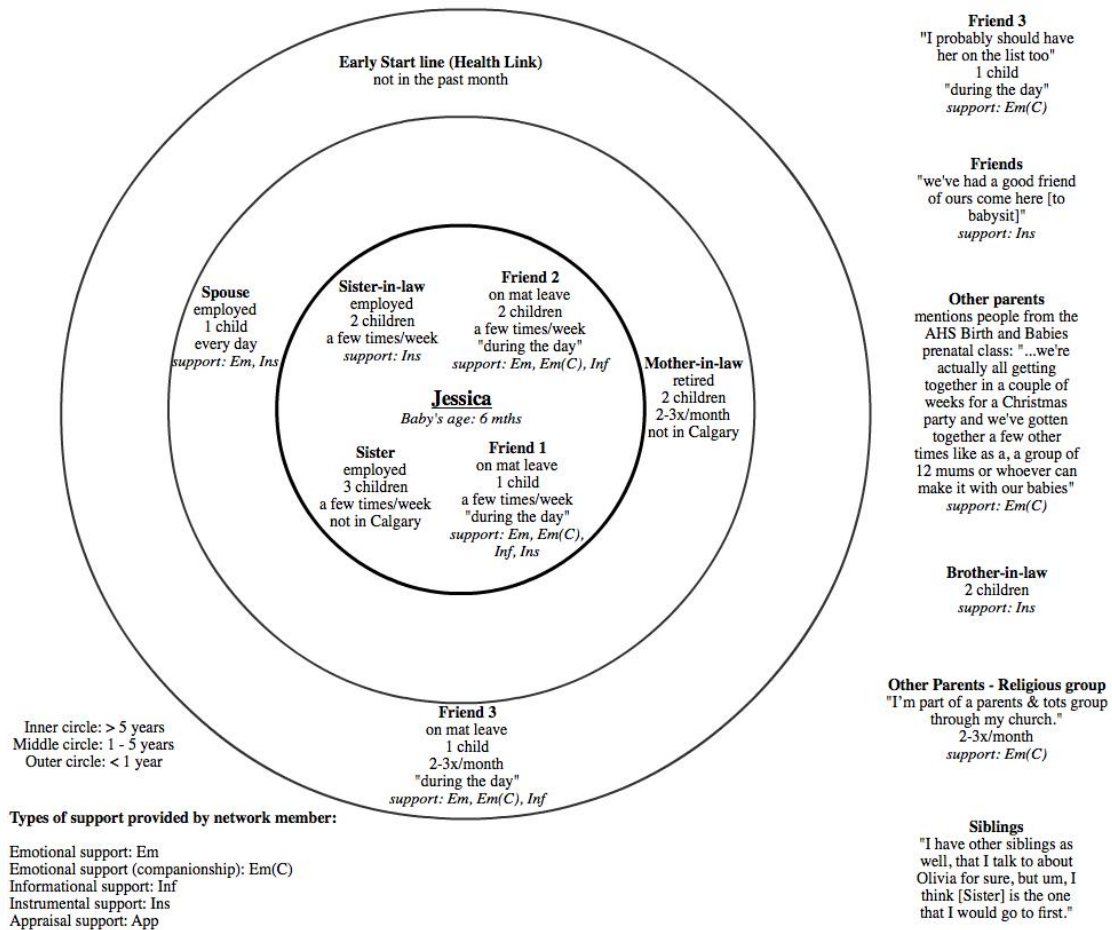 Early Start line (Health Link)
not in the past month
Spouse
employed
1 child
every day
support: Em, Ins
Sister-in-law
employed
2 children
a few times/week
support: Ins
Friend 2
on mat leave
2 children
a few times/week
"during the day"
support: Em, Em(C), Inf
Mother-in-law
retired
2 children
2-3x/month
not in Calgary
Jessica
Baby's age: 6 mths
Sister
employed
3 children
a few times/week
not in Calgary
Friend 1
on mat leave
1 child
a few times/week
"during the day"
support: Em, Em(C),
Inf, Ins
Friend 3
on mat leave
1 child
2-3x/month
"during the day"
support: Em, Em(C), Inf
Inner circle: > 5 years
Middle circle: 1 - 5 years
Outer circle: < 1 year
Types of support provided by network member:
Emotional support: Em
Emotional support (companionship): Em(C)
Informational support: Inf
Instrumental support: Ins
Appraisal support: App
Friend 3
"I probably should have
her on the list too"
1 child
"during the day"
support: Em(C)
Friends
"we've had a good friend
of ours come here [to
babysit]"
support: Ins
Other parents
mentions people from the
AHS Birth and Babies
prenatal class: "...we're
actually all getting
together in a couple of
weeks for a Christmas
party and we've gotten
together a few other
times like as a, a group of
12 mums or whoever can
make it with our babies"
support: Em(C)
Brother-in-law
2 children
support: Ins
Other Parents - Religious group
"I'm part of a parents & tots group
through my church."
2-3x/month
support: Em(C)
Siblings
"I have other siblings as
well, that I talk to about
Olivia for sure, but um, I
think [Sister] is the one
that I would go to first."